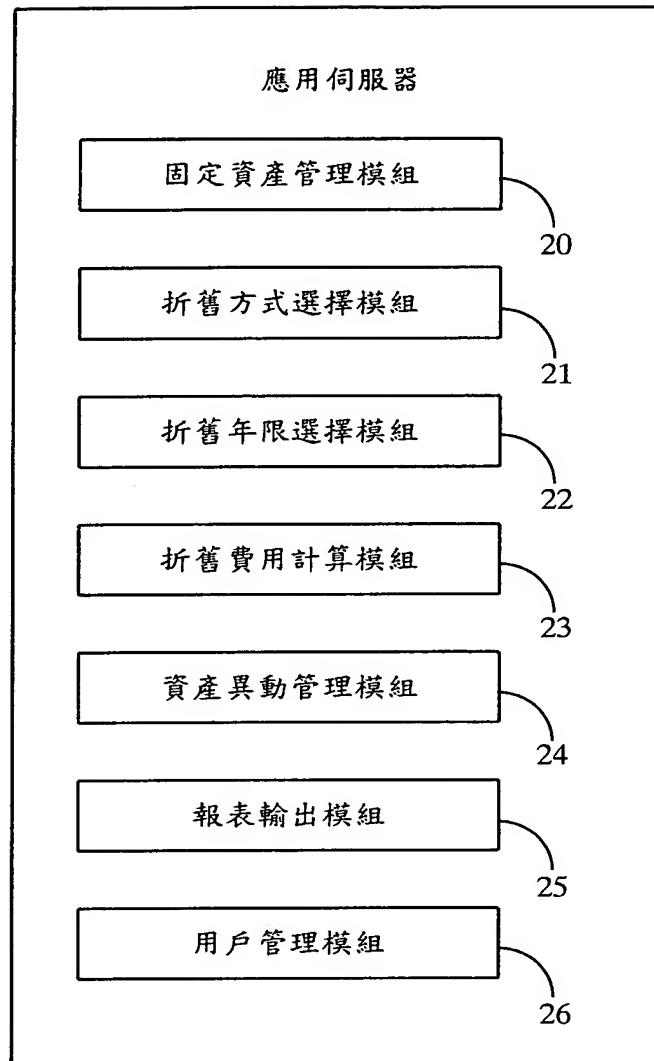 應用伺服器
固定資產管理模組
20
折舊方式選擇模組
21
折舊年限選擇模組
22
折舊費用計算模組
23
資產異動管理模組
24
報表輸出模組
25
用戶管理模組
26